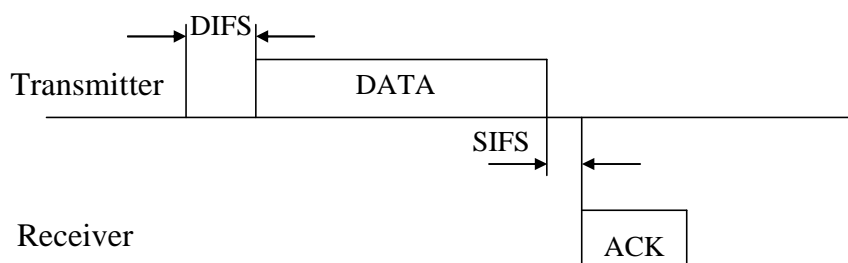 DIFS
Transmitter
DATA
SIFS
Receiver
ACK